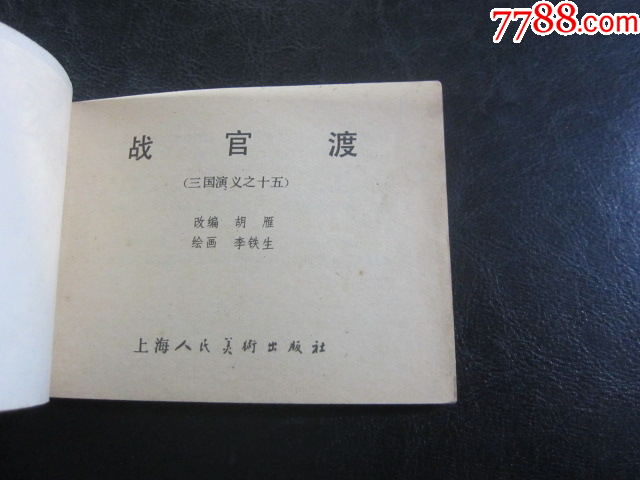 7788.com
战官渡
(三国演义之十五)
改编 胡雁
绘画 李铁生
上海人民美術出版社